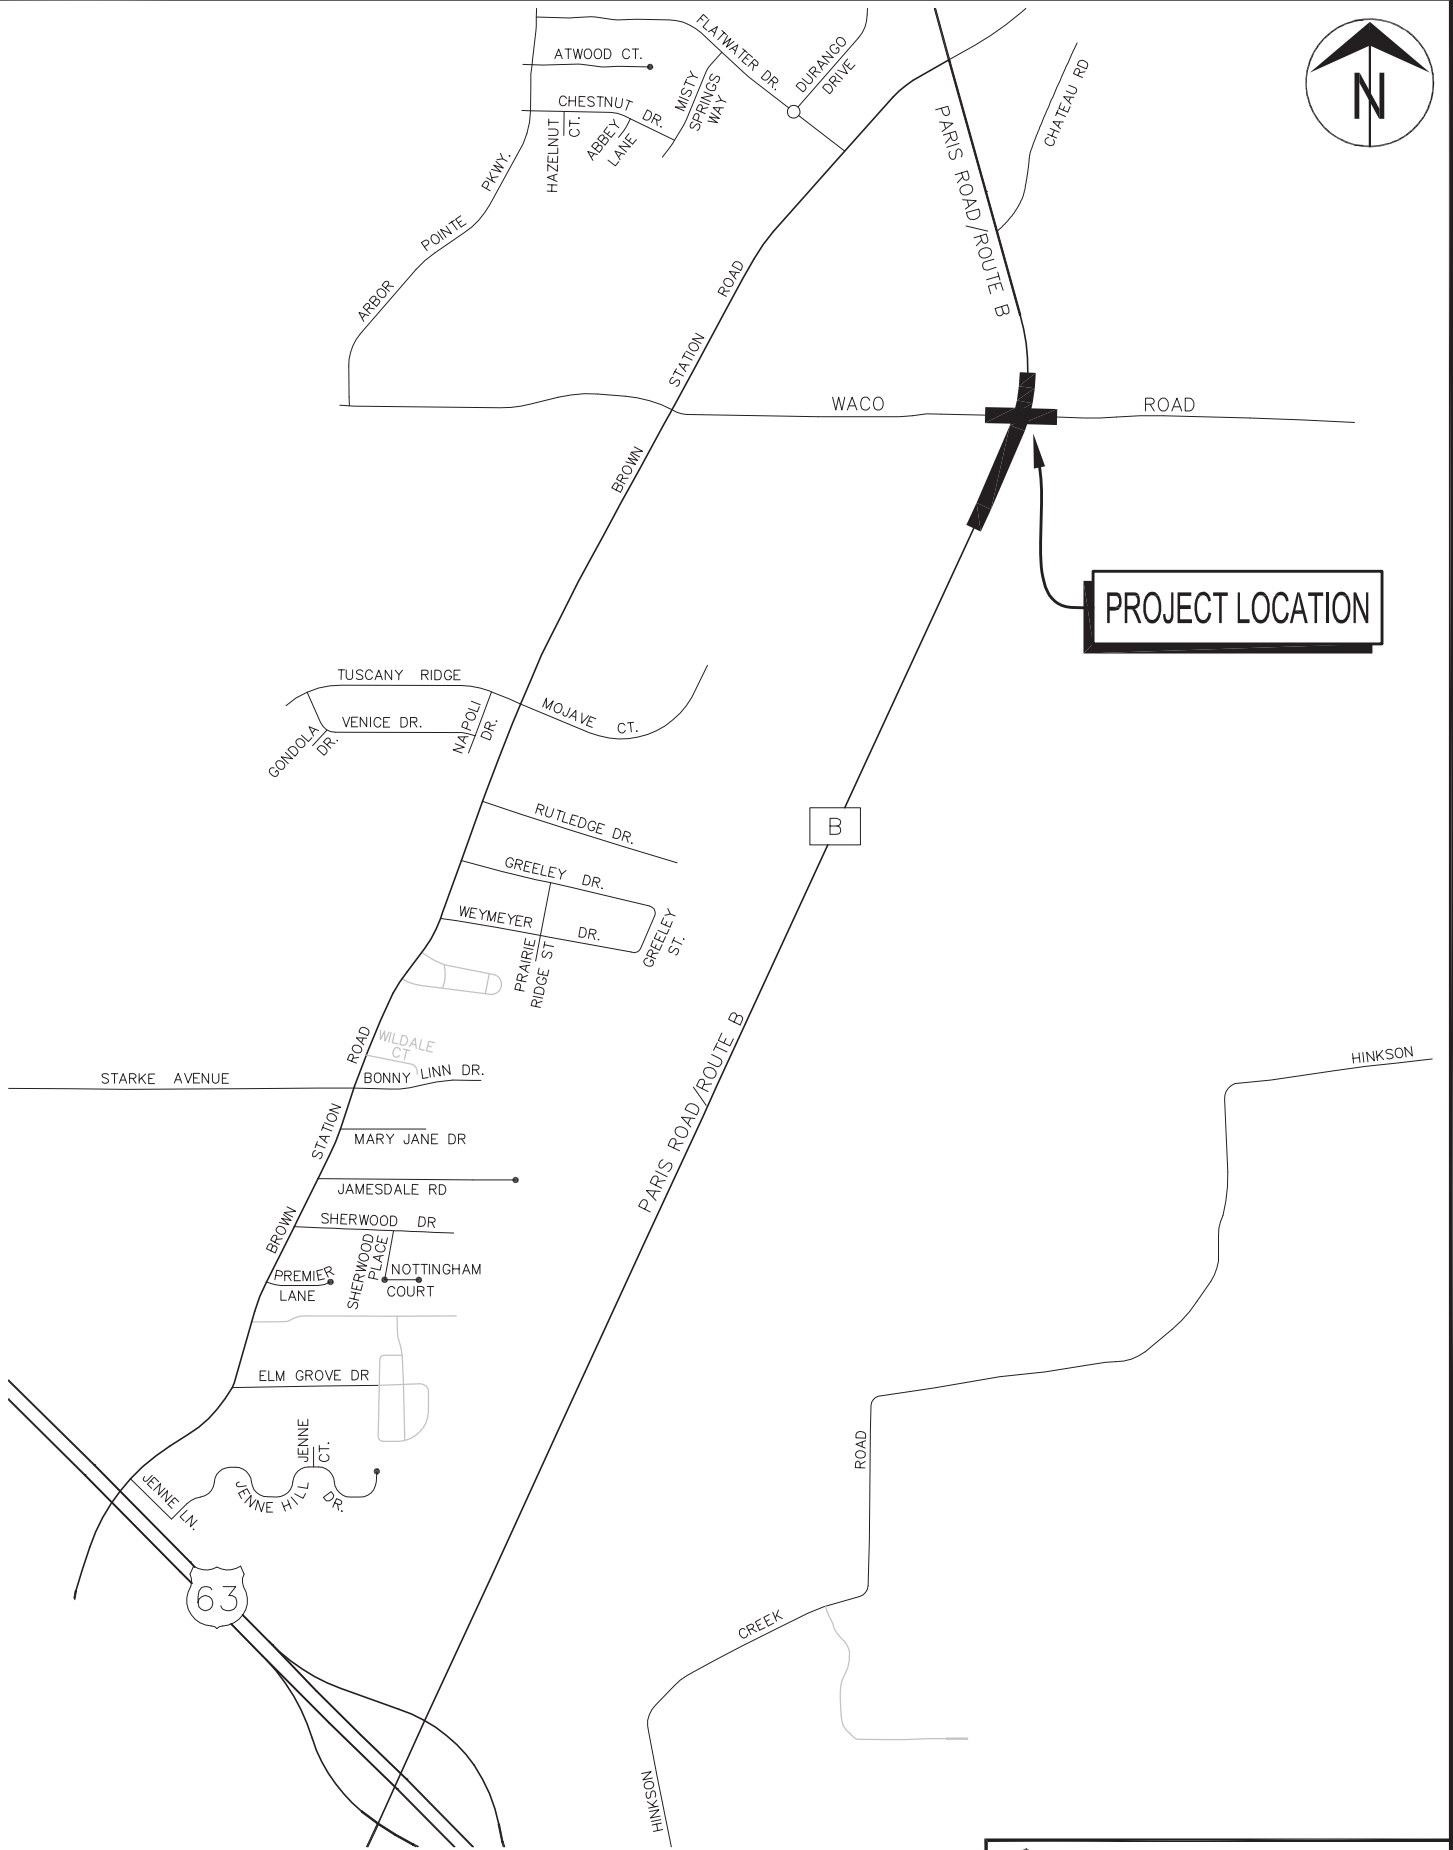 FLATWATER DR.
ATWOOD CT.
DURANGO
DRIVE
MISTY
SPRINGS
WAY
CHATEAU RD
N
CHESTNUT DR.
HAZELNUT
CT.
ABBEY
LANE
PARIS ROAD/ROUTE B
ARBOR POINTE PKWY.
BROWN STATION ROAD
WACO ROAD
PROJECT LOCATION
TUSCANY RIDGE
VENICE DR.
NAPOLI
DR.
MOJAVE CT.
GONDOLA
DR.
RUTLEDGE DR.
B
GREELEY DR.
WEYMEYER DR.
GREELEY
ST.
PRAIRIE
RIDGE ST
WILDALE
CT
PARIS ROAD/ROUTE B
HINKSON
STARKE AVENUE
BONNY LINN DR.
BROWN STATION ROAD
MARY JANE DR
JAMESDALE RD
SHERWOOD DR
SHERWOOD
PLACE
PREMIER
LANE
NOTTINGHAM
COURT
ELM GROVE DR
JENNE
CT.
JENNE HILL DR.
JENNE LN.
ROAD
63
CREEK
HINKSON